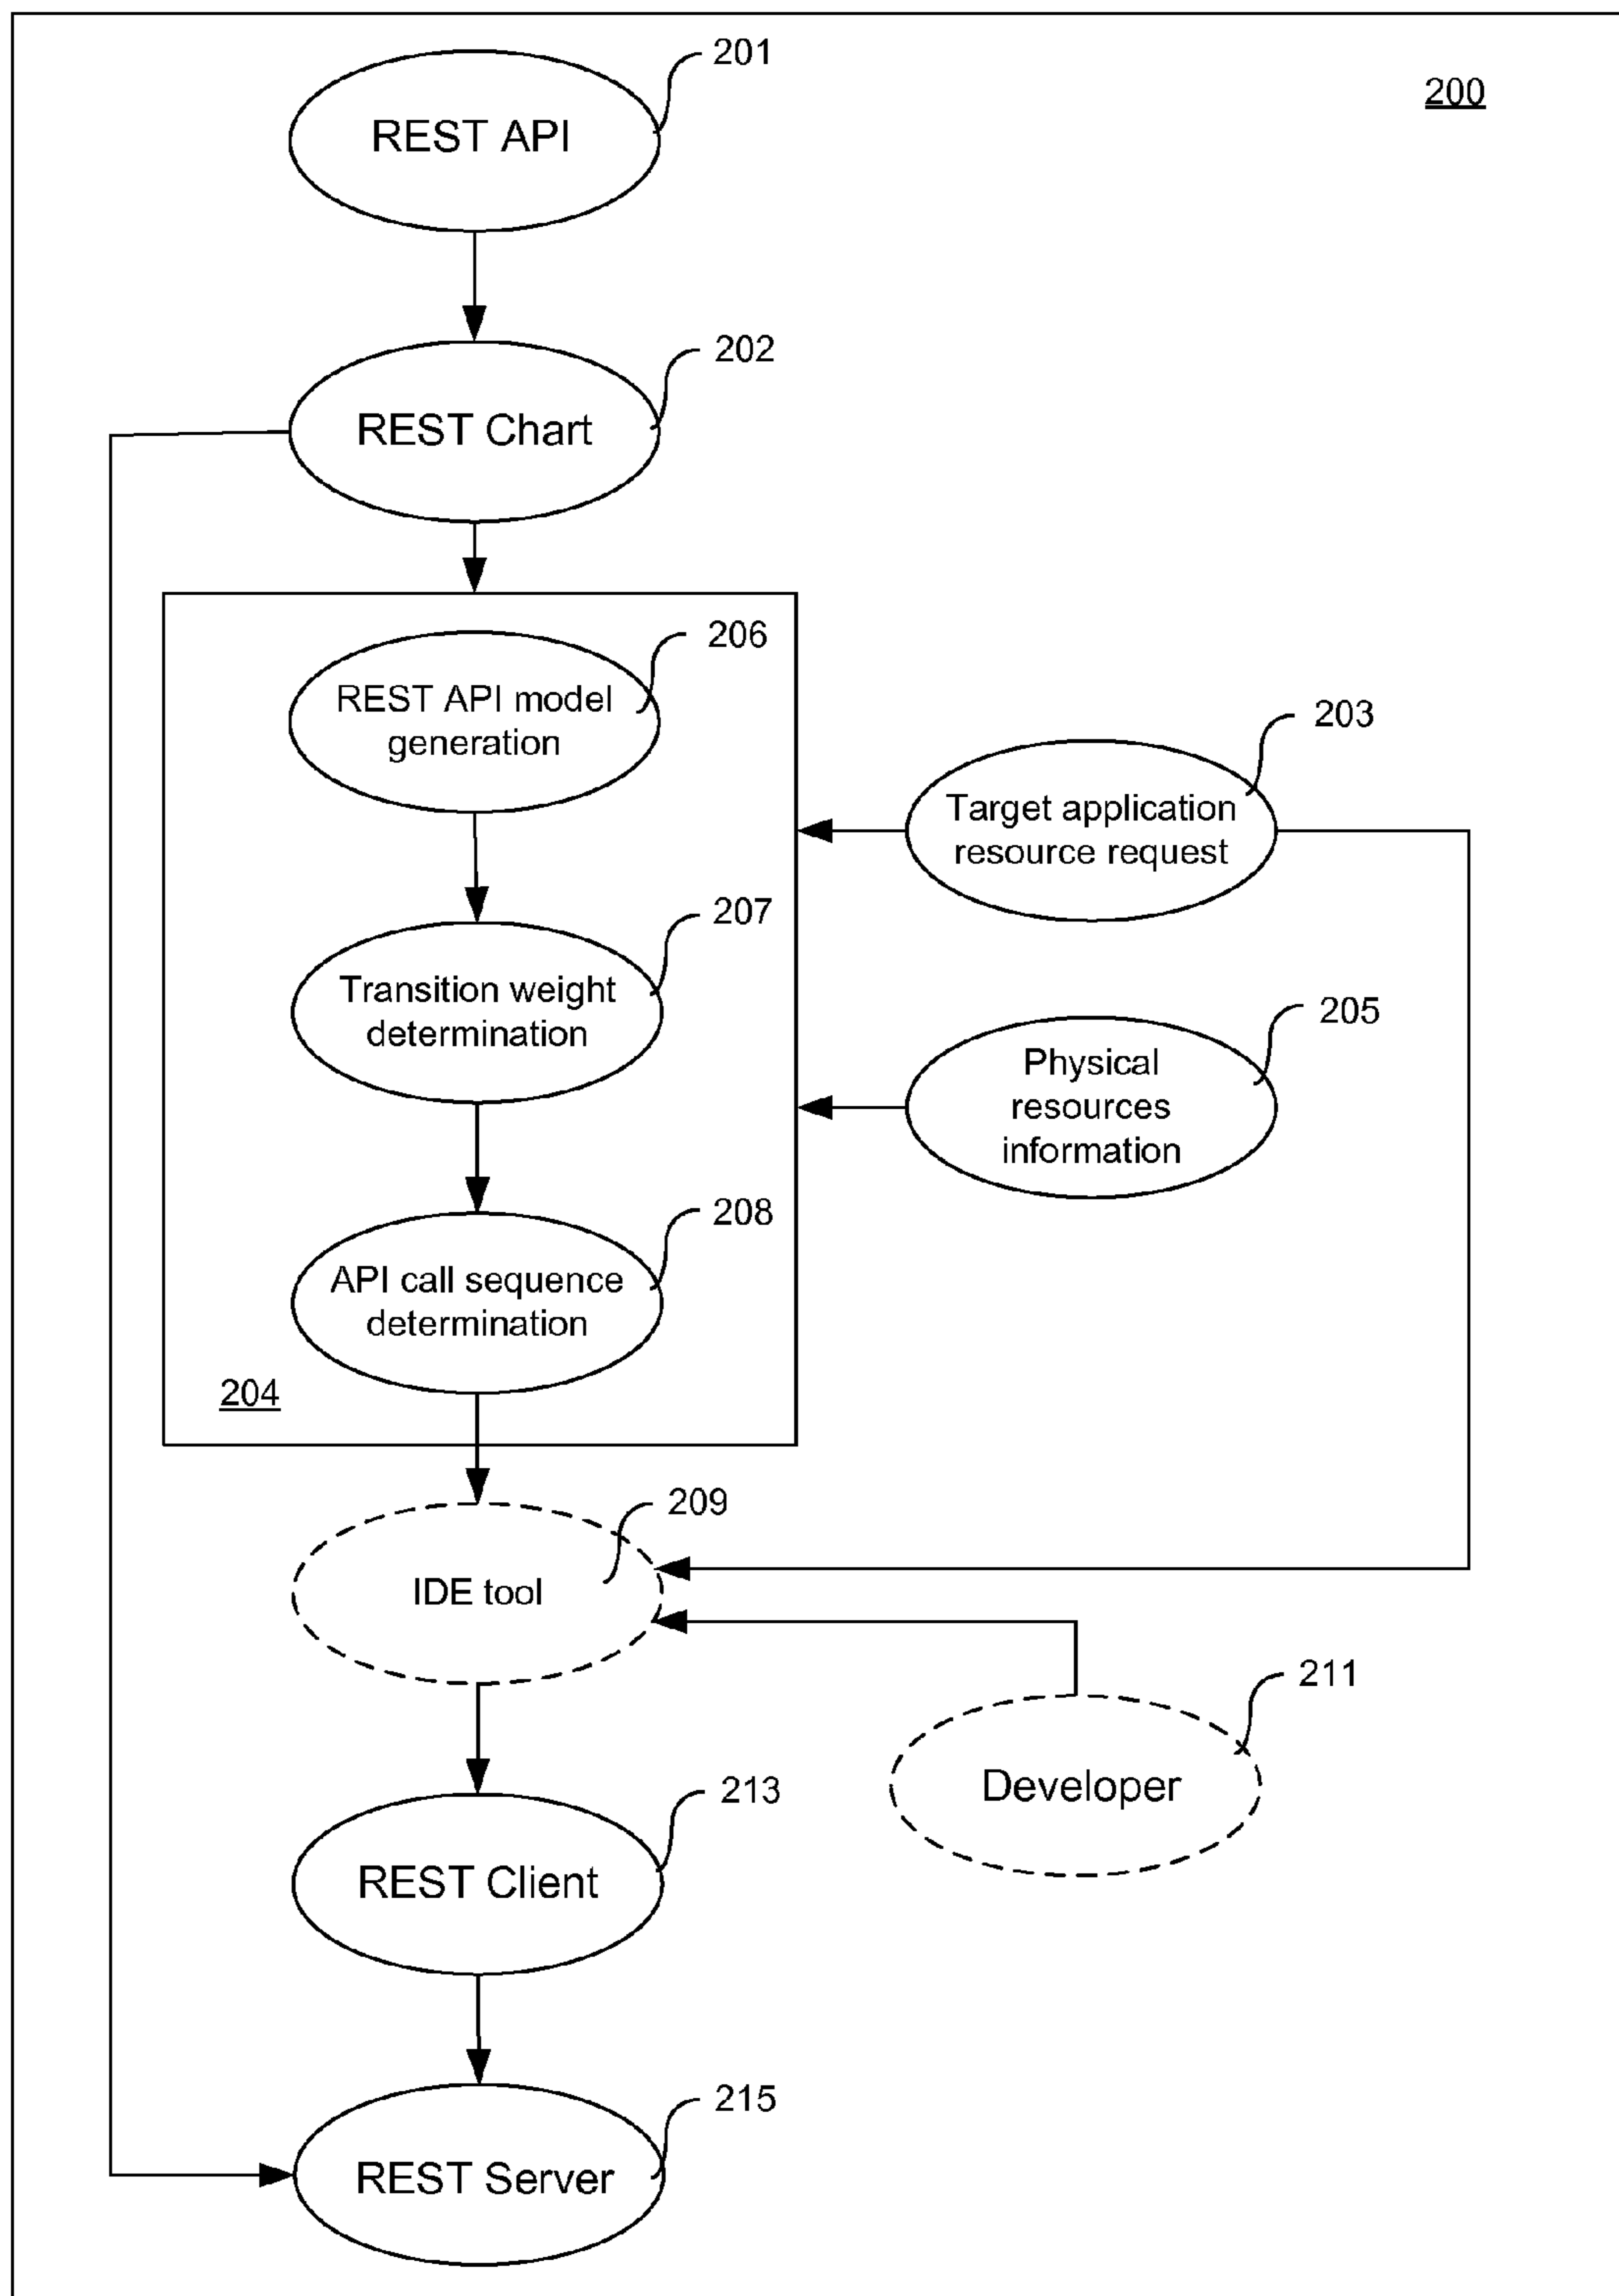 201
200
REST API
202
REST Chart
206
REST API model
generation
203
Target application
resource request
207
Transition weight
determination
205
Physical
resources
information
208
API call sequence
determination
204
209
IDE tool
211
Developer
213
REST Client
215
REST Server